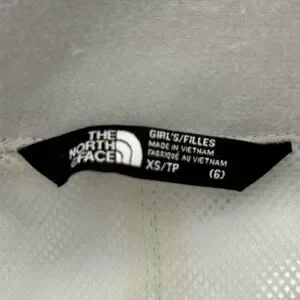 THE
NORTH
FACE
GIRL'S/FILLES
MADE IN VIETNAM
FABRIQUÉ AU VIETNAM
XS/TP (6)